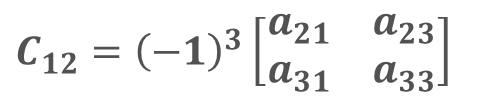 C₁₂ = (−1)³ [a₂₁ a₂₃
a₃₁ a₃₃]